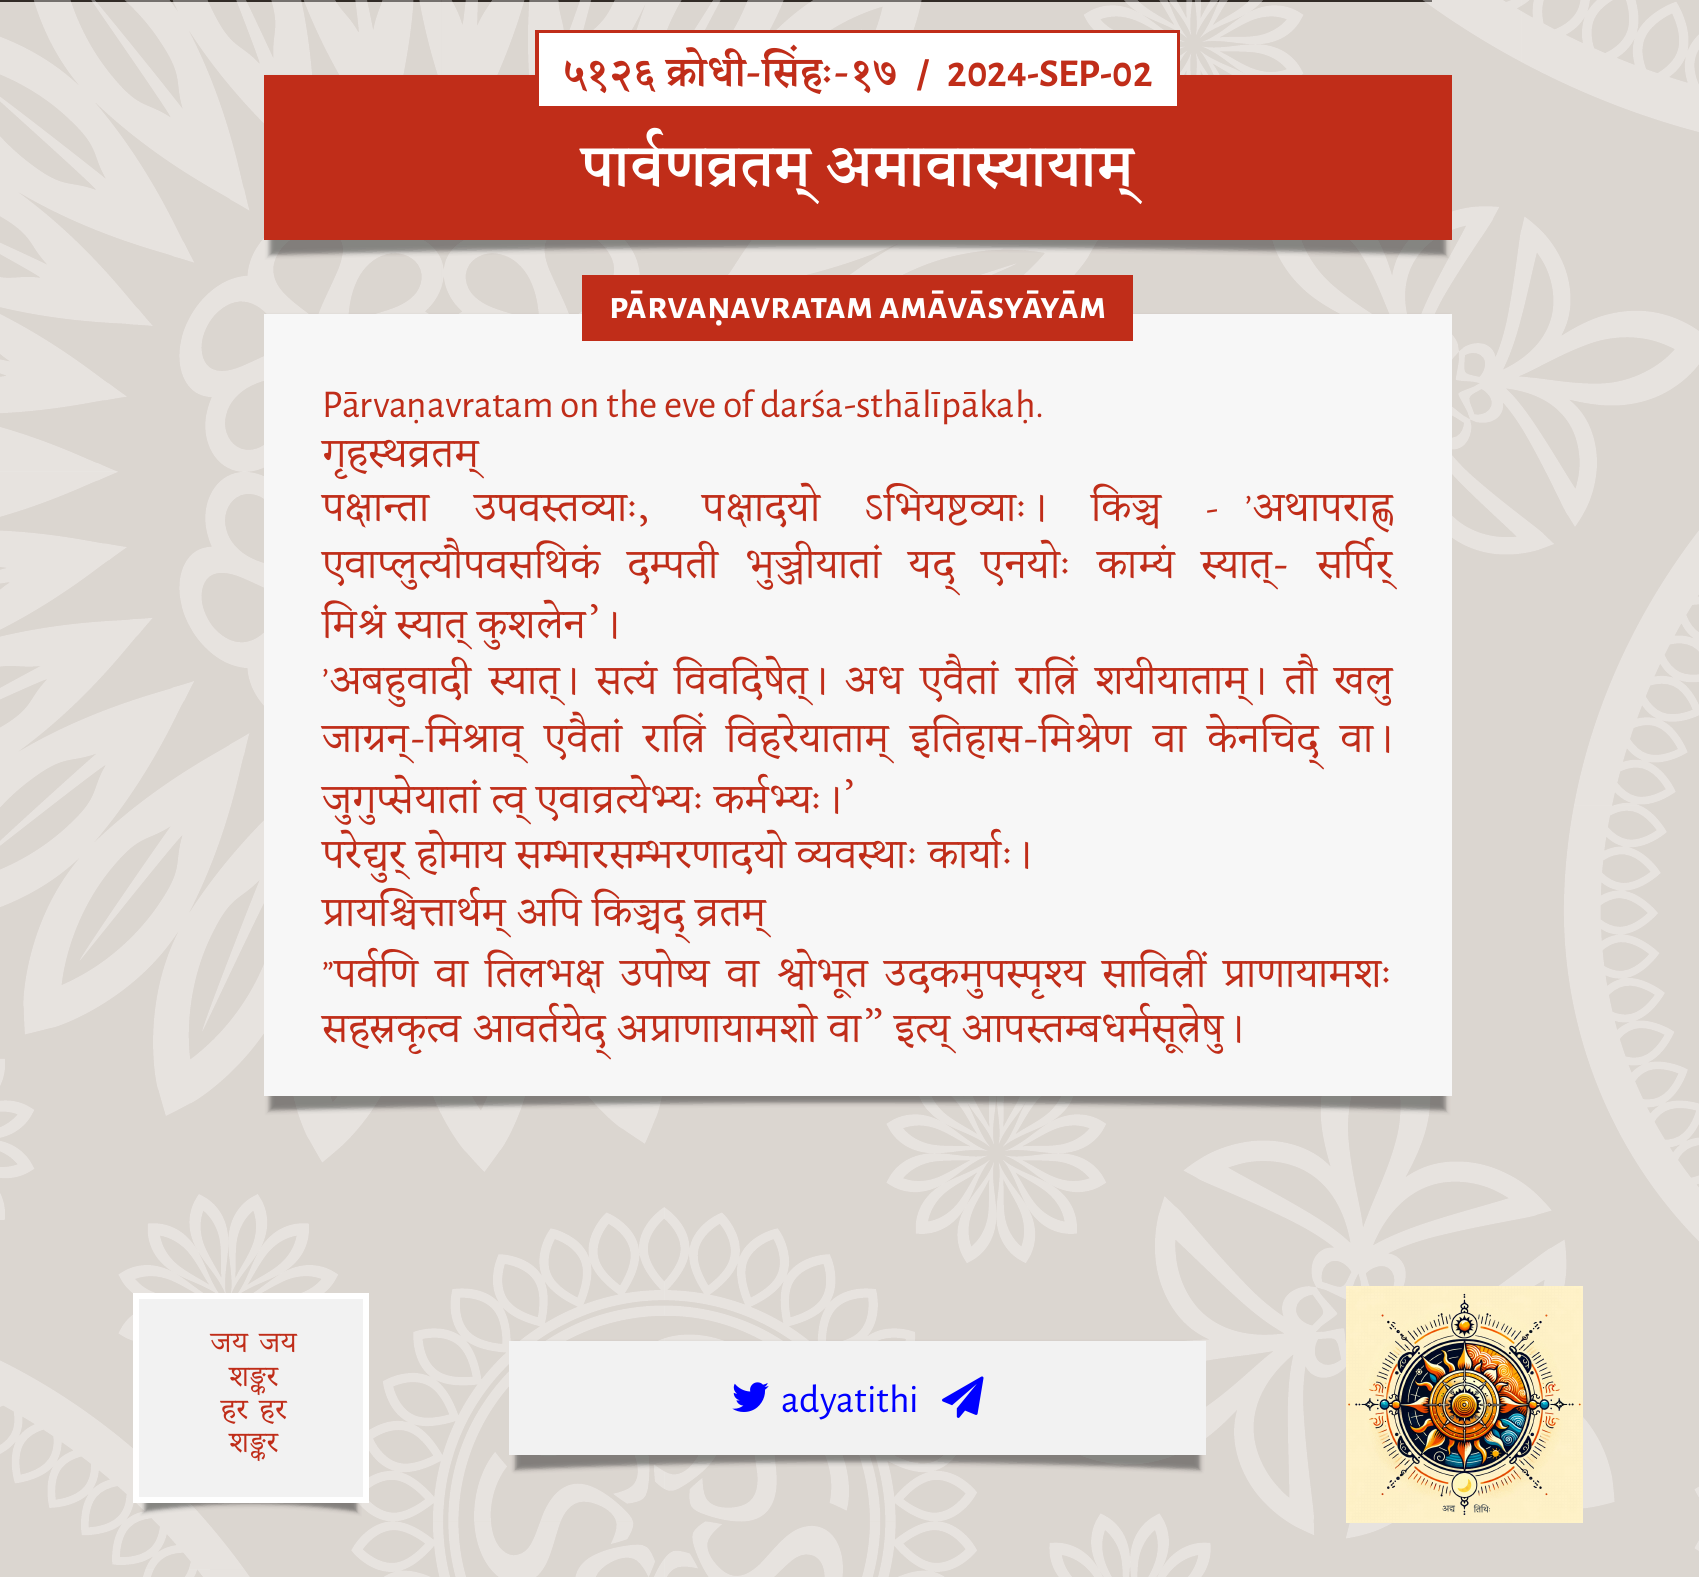 ५१२६ क्रोधी-सिंहः-१७ / 2024-SEP-02
पार्वणव्रतम् अमावास्यायाम्
PĀRVAṆAVRATAM AMĀVĀSYĀYĀM
Pārvaṇavratam on the eve of darśa-sthālīpākaḥ.
गृहस्थव्रतम्
पक्षान्ता उपवस्तव्याः, पक्षादयो ऽभियष्टव्याः। किञ्च - ’अथापराह्ण
एवाप्लुत्यौपवसथिकं दम्पती भुञ्जीयातां यद् एनयोः काम्यं स्यात्- सर्पिर्
मिश्रं स्यात् कुशलेन’।
’अबहुवादी स्यात्। सत्यं विवदिषेत्। अध एवैतां रात्रिं शयीयाताम्। तौ खलु
जाग्रन्-मिश्राव् एवैतां रात्रिं विहरेयाताम् इतिहास-मिश्रेण वा केनचिद् वा।
जुगुप्सेयातां त्व् एवाव्रत्येभ्यः कर्मभ्यः।’
परेद्युर् होमाय सम्भारसम्भरणादयो व्यवस्थाः कार्याः।
प्रायश्चित्तार्थम् अपि किञ्चद् व्रतम्
”पर्वणि वा तिलभक्ष उपोष्य वा श्वोभूत उदकमुपस्पृश्य सावित्रीं प्राणायामशः
सहस्रकृत्व आवर्तयेद् अप्राणायामशो वा” इत्य् आपस्तम्बधर्मसूत्रेषु।
जय जय
शङ्कर
हर हर
शङ्कर
adyatithi
अद्य तिथिः